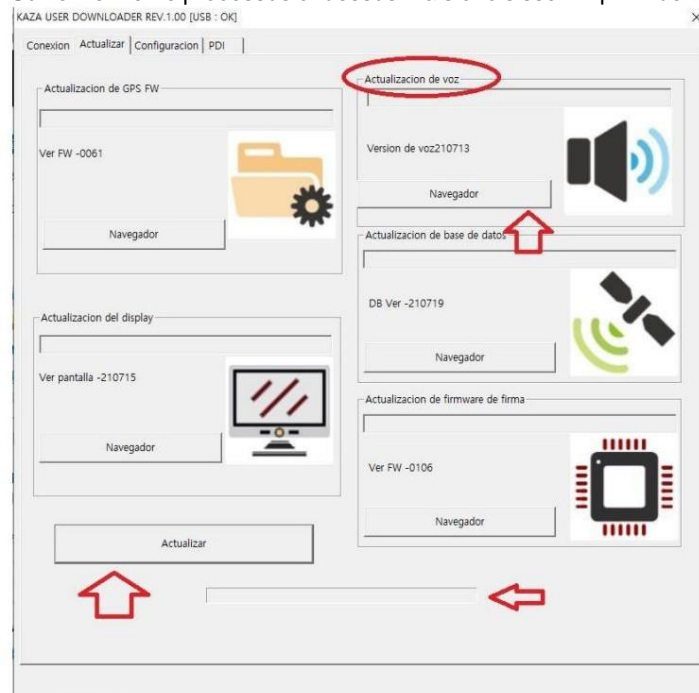 KAZA USER DOWNLOADER REV.1.00 [USB : OK]
Conexion Actualizar Configuracion PDI
Actualizacion de GPS FW
Ver FW -0061
Navegador
Actualizacion de voz
Version de voz210713
Navegador
Actualizacion del display
Ver pantalla -210715
Navegador
Actualizacion de base de datos
DB Ver -210719
Navegador
Actualizacion de firmware de firma
Ver FW -0106
Navegador
Actualizar